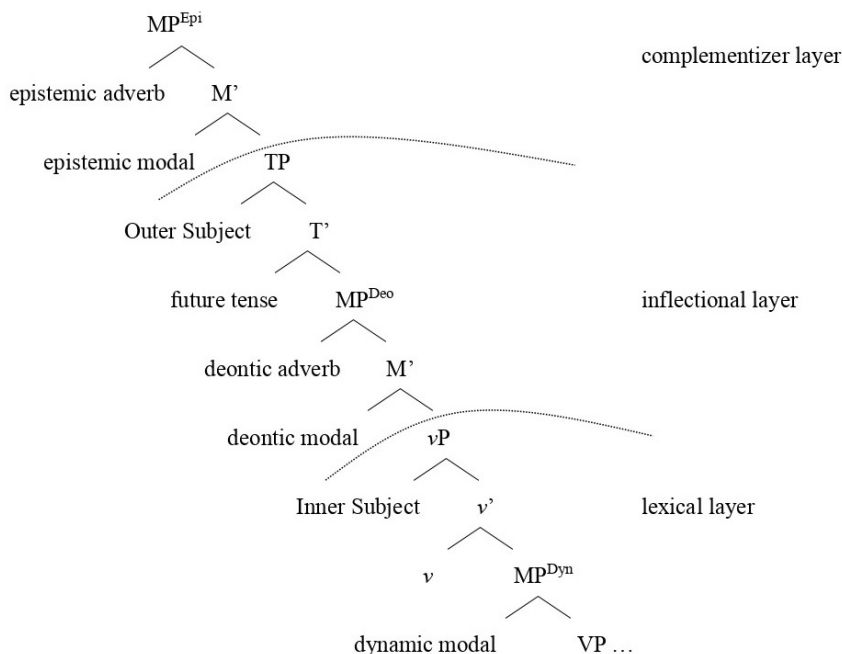 MP^Epi
complementizer layer
epistemic adverb M’
epistemic modal TP
Outer Subject T’
future tense MP^Deo inflectional layer
deontic adverb M’
deontic modal vP
Inner Subject v’ lexical layer
v MP^Dyn
dynamic modal VP …